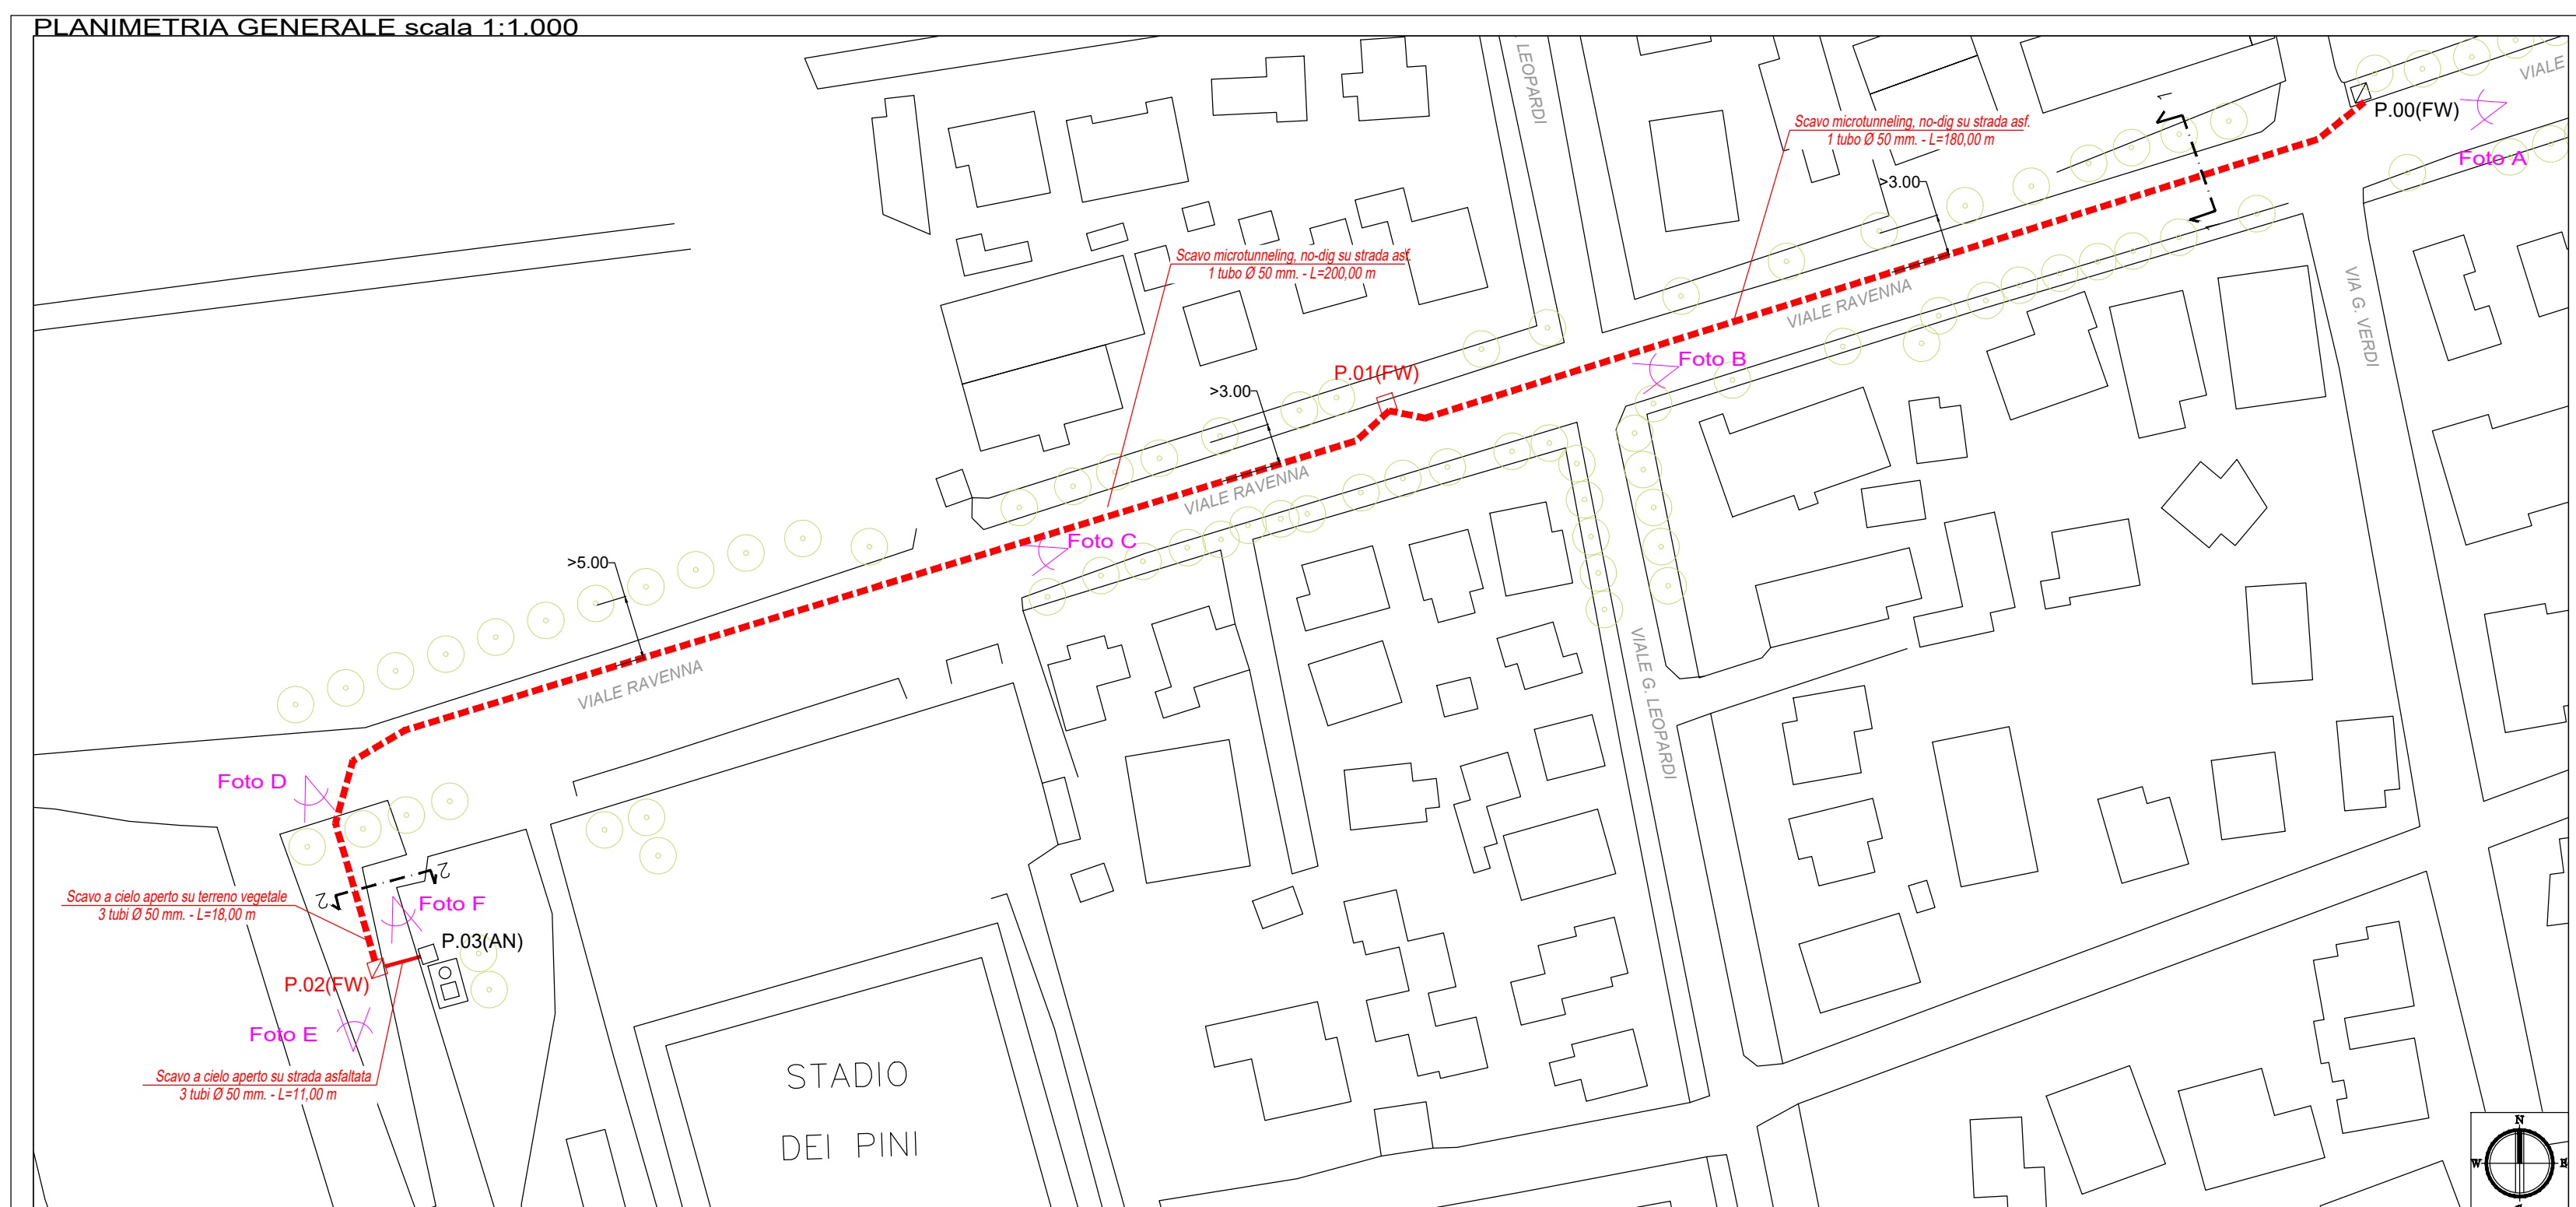 PLANIMETRIA GENERALE scala 1:1.000
LEOPARDI
VIALE
P.00(FW)
Foto A
Scavo microtunneling, no-dig su strada asf.
1 tubo Ø 50 mm. - L=180,00 m
>3.00
1
1
VIALE RAVENNA
VIA G. VERDI
Scavo microtunneling, no-dig su strada asf.
1 tubo Ø 50 mm. - L=200,00 m
P.01(FW)
Foto B
>3.00
VIALE RAVENNA
Foto C
>5.00
VIALE RAVENNA
VIALE G. LEOPARDI
Foto D
2
2
Scavo a cielo aperto su terreno vegetale
3 tubi Ø 50 mm. - L=18,00 m
Foto F
P.03(AN)
P.02(FW)
Foto E
Scavo a cielo aperto su strada asfaltata
3 tubi Ø 50 mm. - L=11,00 m
STADIO
DEI PINI
N
W
E